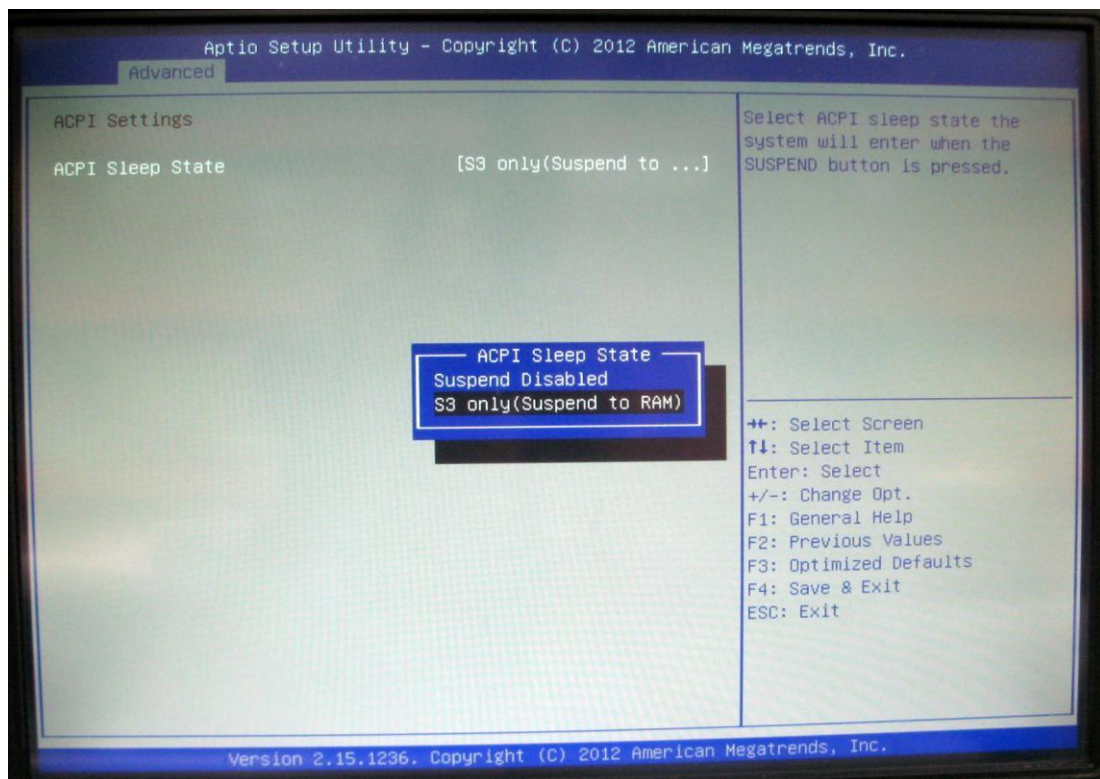 Aptio Setup Utility – Copyright (C) 2012 American Megatrends, Inc.
Advanced
ACPI Settings
ACPI Sleep State [S3 only(Suspend to ...]
Select ACPI sleep state the
system will enter when the
SUSPEND button is pressed.
ACPI Sleep State
Suspend Disabled
S3 only(Suspend to RAM)
→←: Select Screen
↑↓: Select Item
Enter: Select
+/-: Change Opt.
F1: General Help
F2: Previous Values
F3: Optimized Defaults
F4: Save & Exit
ESC: Exit
Version 2.15.1236. Copyright (C) 2012 American Megatrends, Inc.